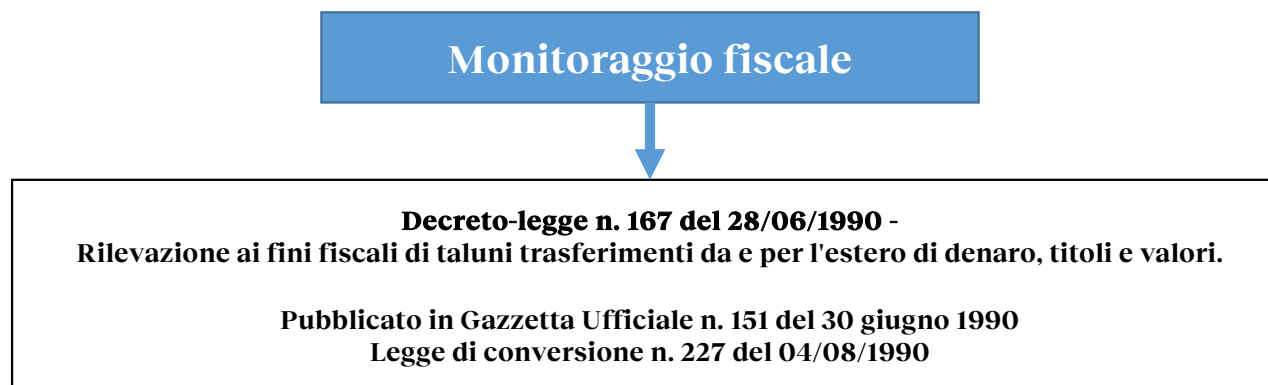 Monitoraggio fiscale
Decreto-legge n. 167 del 28/06/1990 -
Rilevazione ai fini fiscali di taluni trasferimenti da e per l'estero di denaro, titoli e valori.
Pubblicato in Gazzetta Ufficiale n. 151 del 30 giugno 1990
Legge di conversione n. 227 del 04/08/1990